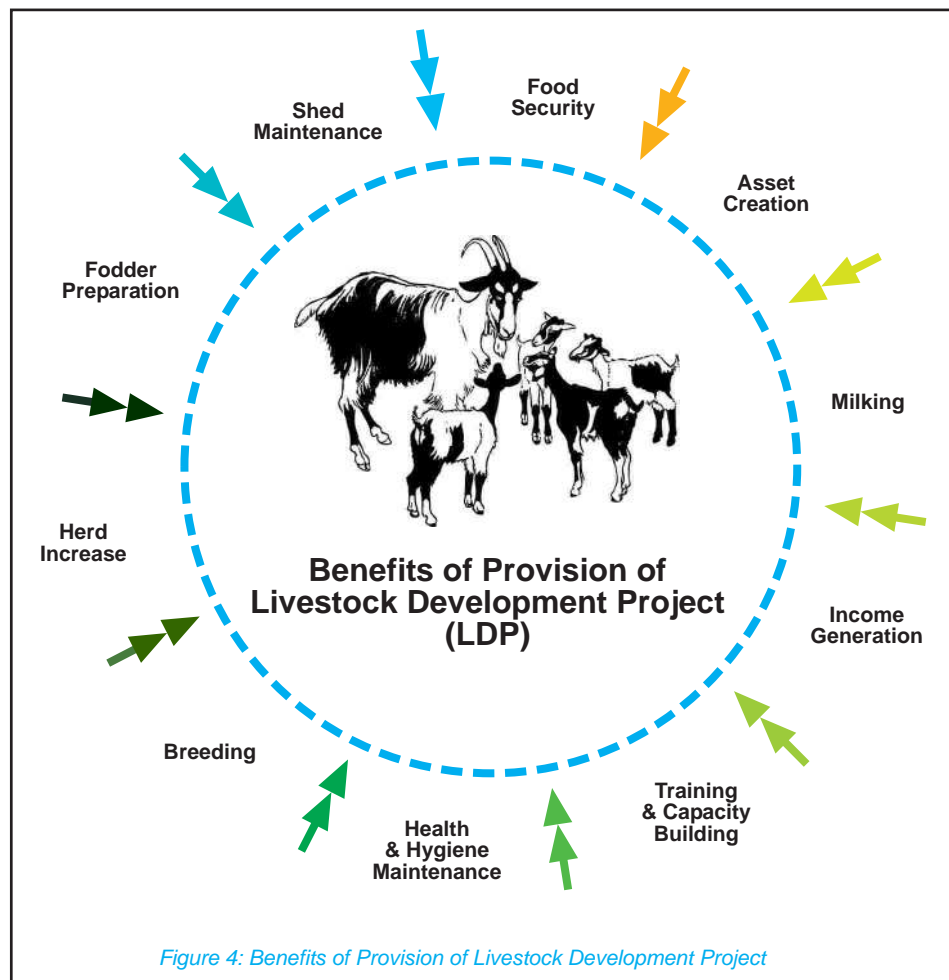 Food
Security
Asset
Creation
Milking
Income
Generation
Training
& Capacity
Building
Health
& Hygiene
Maintenance
Breeding
Herd
Increase
Fodder
Preparation
Shed
Maintenance
Benefits of Provision of
Livestock Development Project
(LDP)
Figure 4: Benefits of Provision of Livestock Development Project